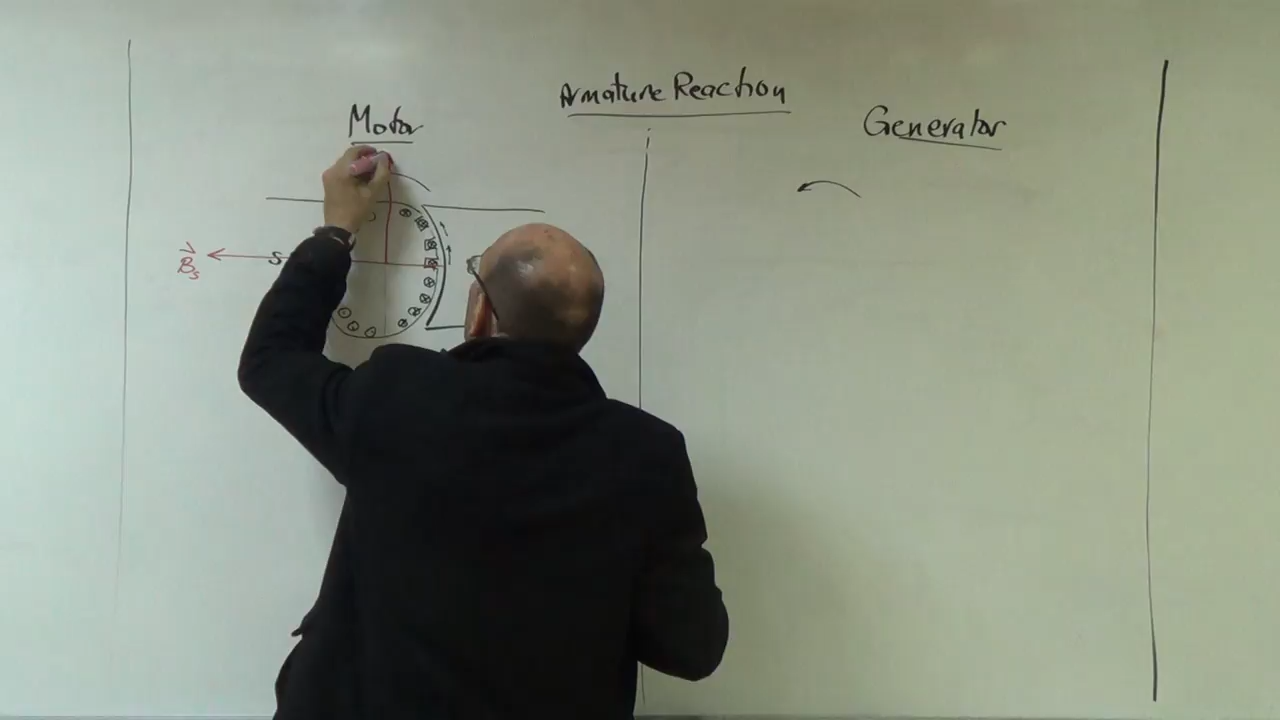 Armature Reaction
Motor
Generator
B⃗s
S